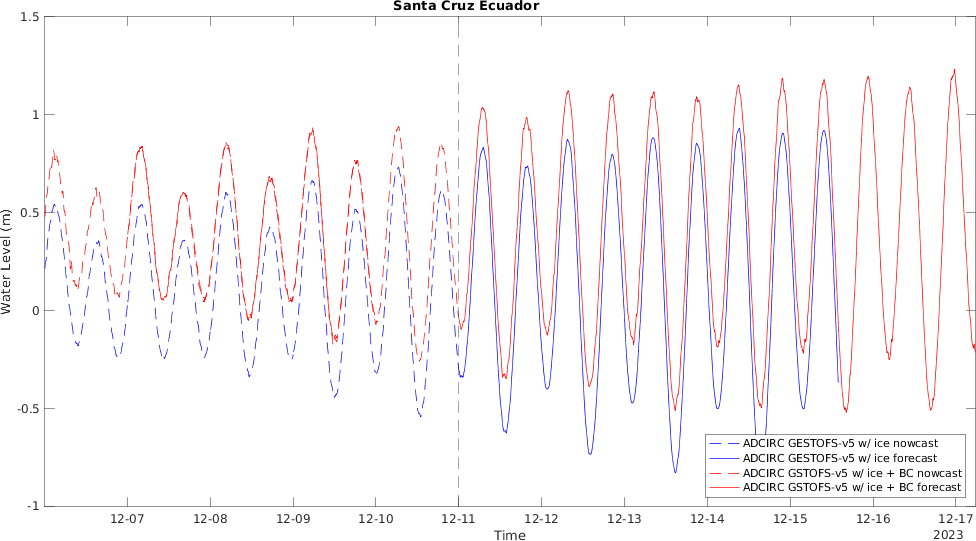 Santa Cruz Ecuador
1.5
1
0.5
0
-0.5
-1
Water Level (m)
ADCIRC GESTOFS-v5 w/ ice nowcast
ADCIRC GESTOFS-v5 w/ ice forecast
ADCIRC GSTOFS-v5 w/ ice + BC nowcast
ADCIRC GSTOFS-v5 w/ ice + BC forecast
12-07 12-08 12-09 12-10 12-11 12-12 12-13 12-14 12-15 12-16 12-17
Time
2023